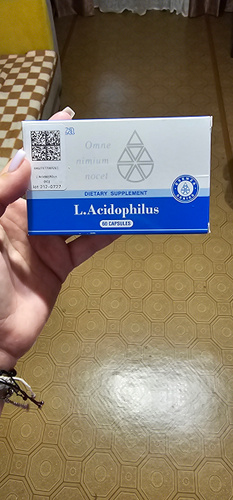 Omne
nimium
nocet
DIETARY SUPPLEMENT
L.Acidophilus
60 CAPSULES